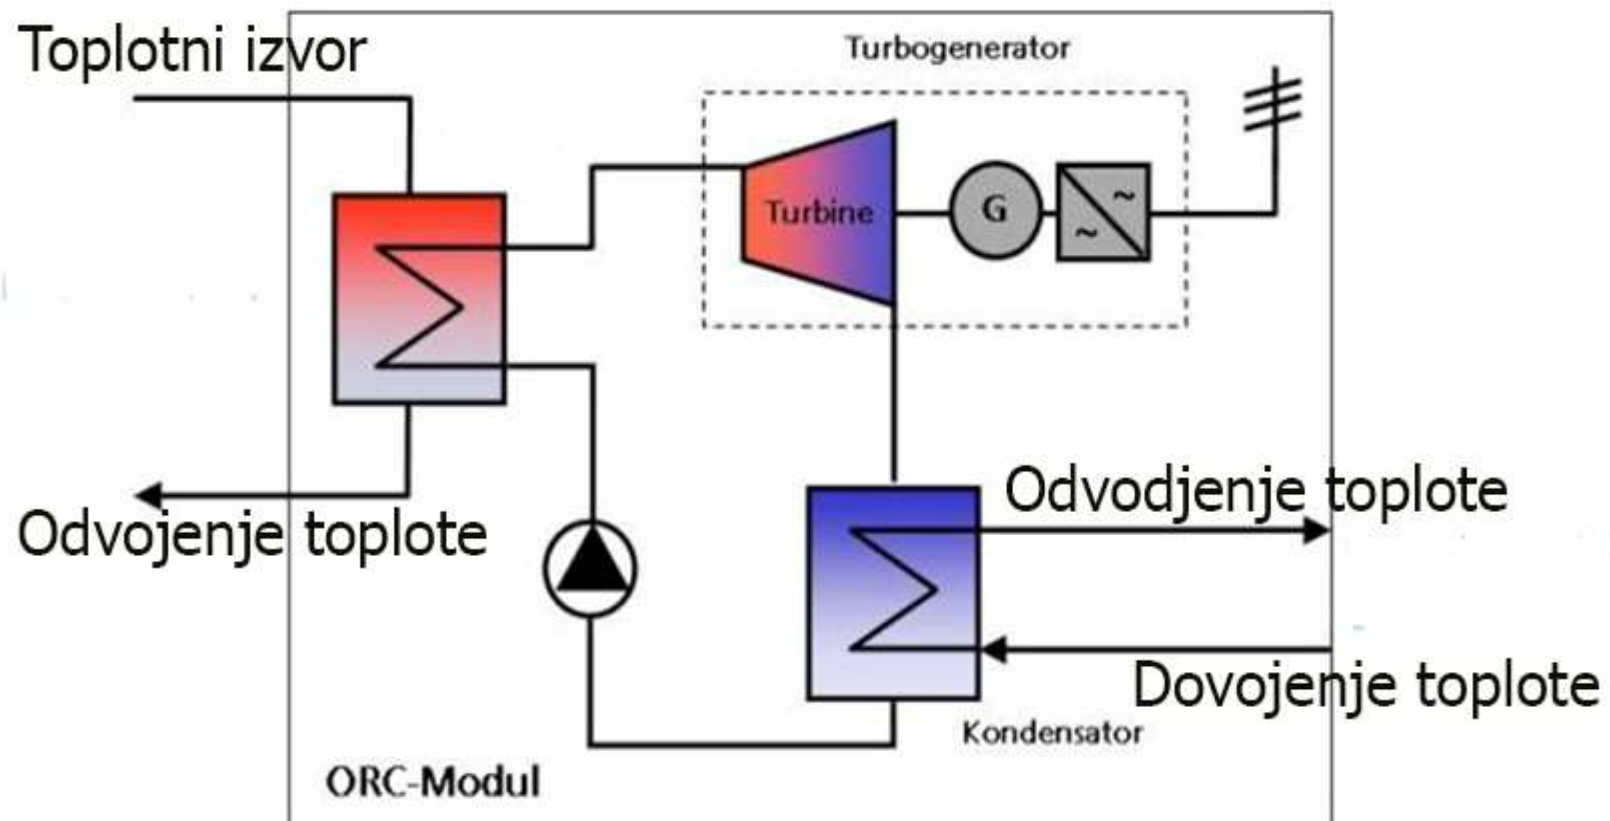 Toplotni izvor
Turbogenerator
Turbine
G
~
~
Odvojenje toplote
Odvodjenje toplote
Dovojenje toplote
Kondensator
ORC-Modul